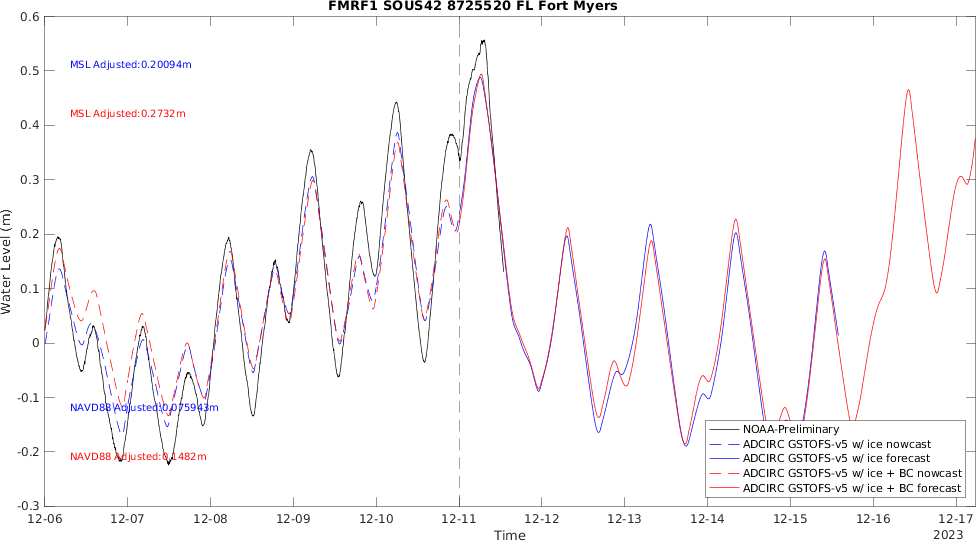 FMRF1 SOUS42 8725520 FL Fort Myers
0.6
0.5
0.4
0.3
0.2
0.1
0
-0.1
-0.2
-0.3
Water Level (m)
MSL Adjusted:0.20094m
MSL Adjusted:0.2732m
NAVD88 Adjusted:0.075943m
NAVD88 Adjusted:0.1482m
NOAA-Preliminary
ADCIRC GSTOFS-v5 w/ ice nowcast
ADCIRC GSTOFS-v5 w/ ice forecast
ADCIRC GSTOFS-v5 w/ ice + BC nowcast
ADCIRC GSTOFS-v5 w/ ice + BC forecast
12-06 12-07 12-08 12-09 12-10 12-11 12-12 12-13 12-14 12-15 12-16 12-17
Time
2023